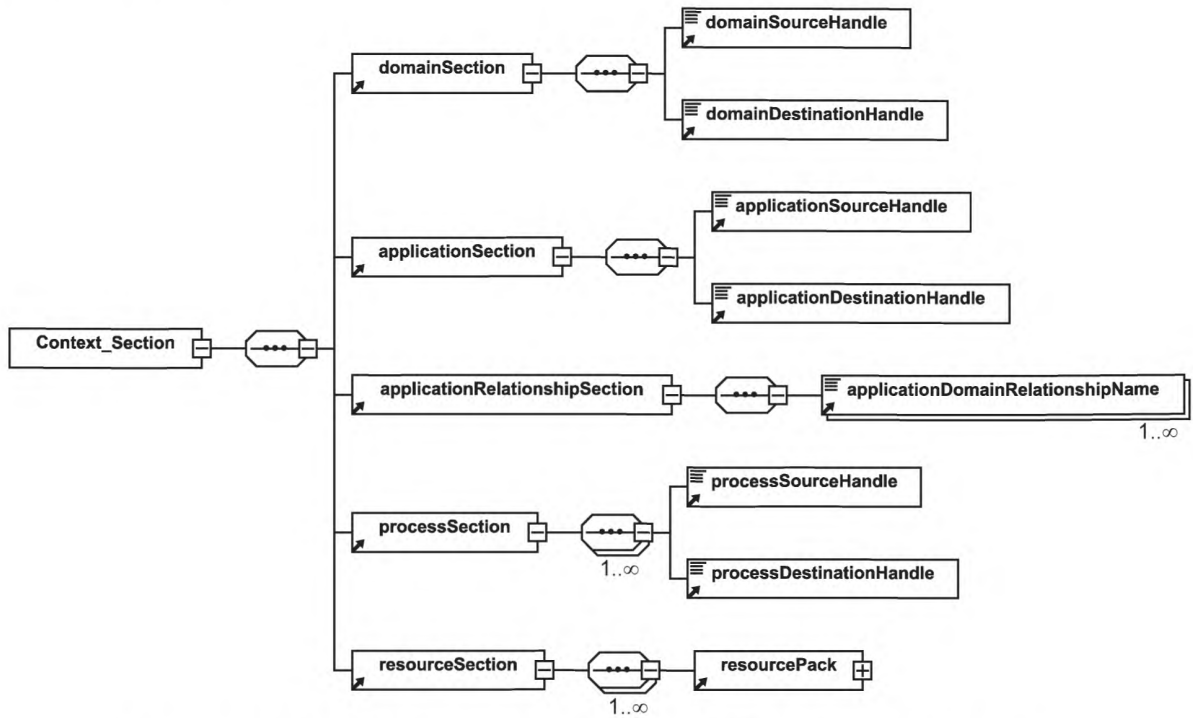 domainSourceHandle
domainSection
domainDestinationHandle
applicationSourceHandle
applicationSection
applicationDestinationHandle
Context_Section
applicationRelationshipSection
applicationDomainRelationshipName
1..∞
processSourceHandle
processSection
1..∞
processDestinationHandle
resourceSection
resourcePack
1..∞